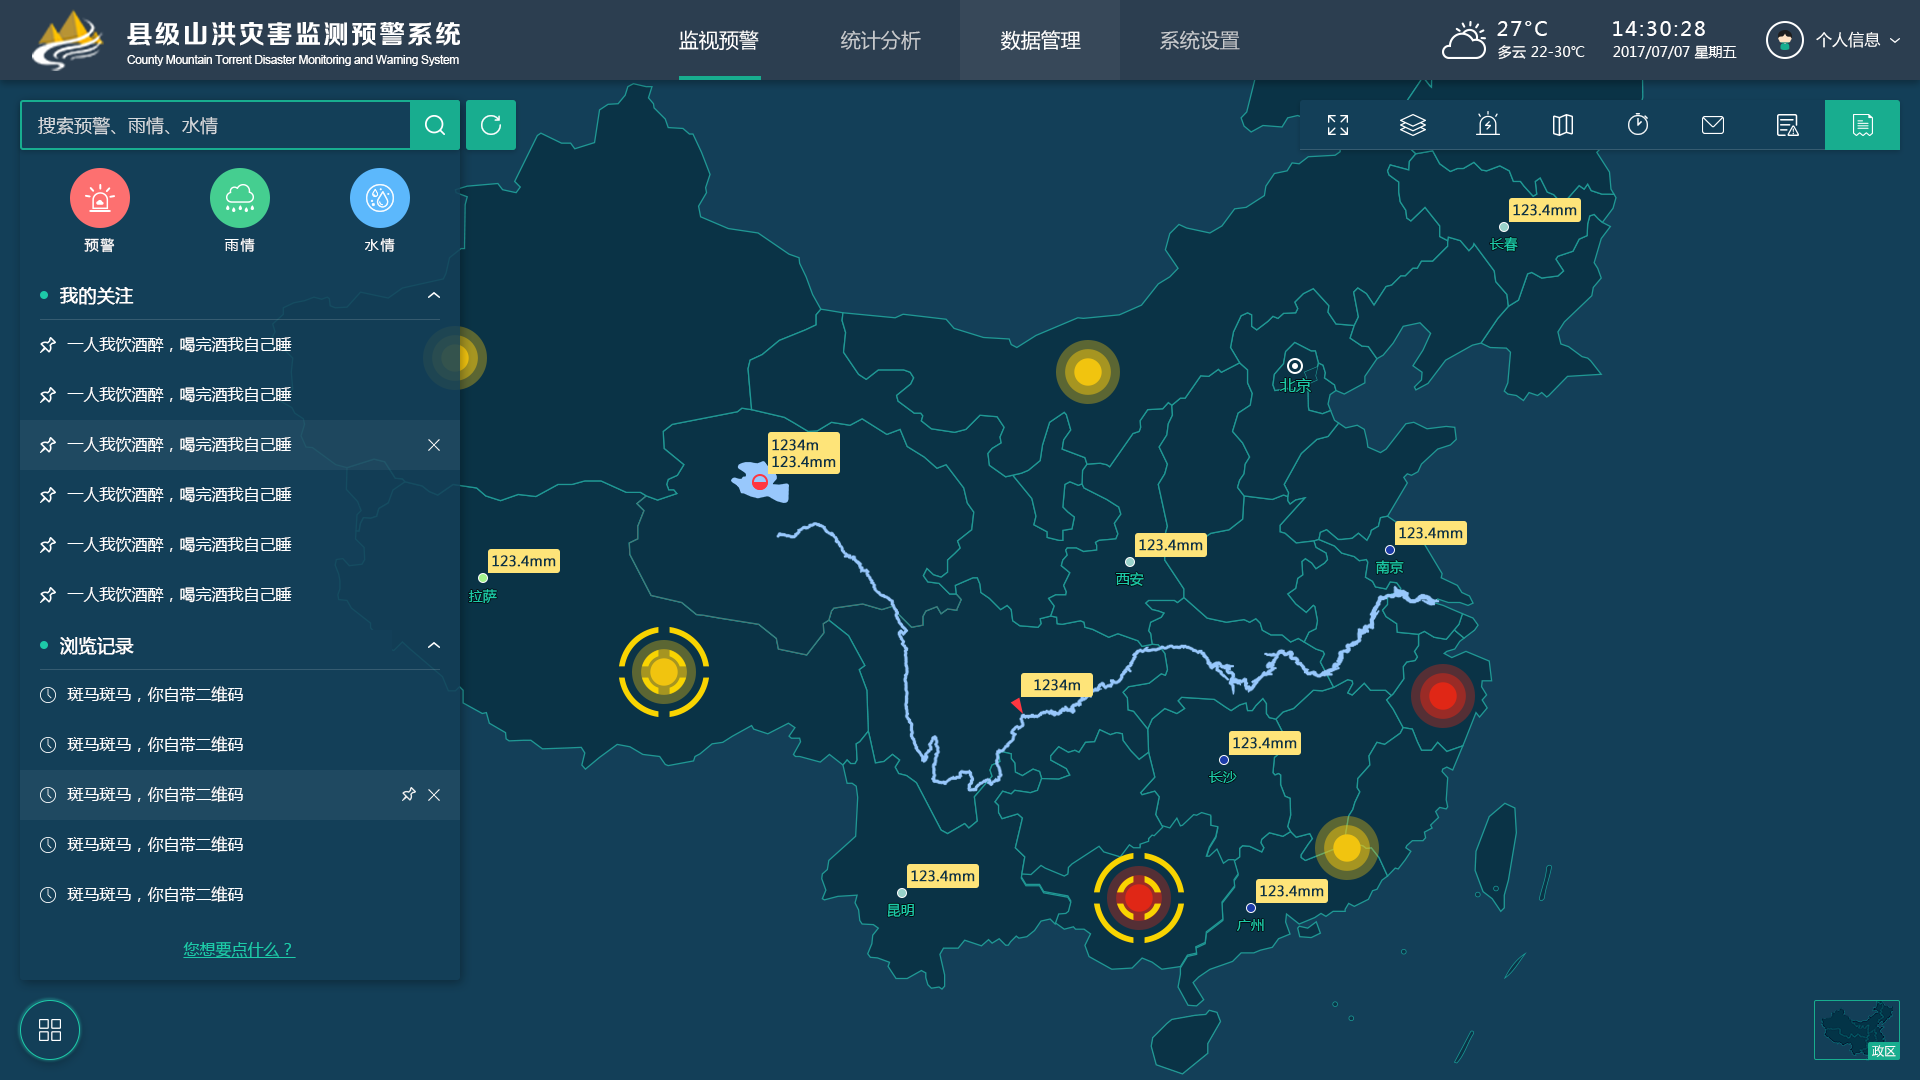 县级山洪灾害监测预警系统
County Mountain Torrent Disaster Monitoring and Warning System
监视预警
统计分析
数据管理
系统设置
27°C
多云 22-30℃
14:30:28
2017/07/07 星期五
个人信息
搜索预警、雨情、水情
预警
雨情
水情
我的关注
一人我饮酒醉，喝完酒我自己睡
一人我饮酒醉，喝完酒我自己睡
一人我饮酒醉，喝完酒我自己睡
一人我饮酒醉，喝完酒我自己睡
一人我饮酒醉，喝完酒我自己睡
一人我饮酒醉，喝完酒我自己睡
浏览记录
斑马斑马，你自带二维码
斑马斑马，你自带二维码
斑马斑马，你自带二维码
斑马斑马，你自带二维码
斑马斑马，你自带二维码
您想要点什么？
123.4mm
长春
北京
1234m
123.4mm
123.4mm
南京
123.4mm
西安
123.4mm
拉萨
1234m
123.4mm
长沙
123.4mm
昆明
123.4mm
广州
政区